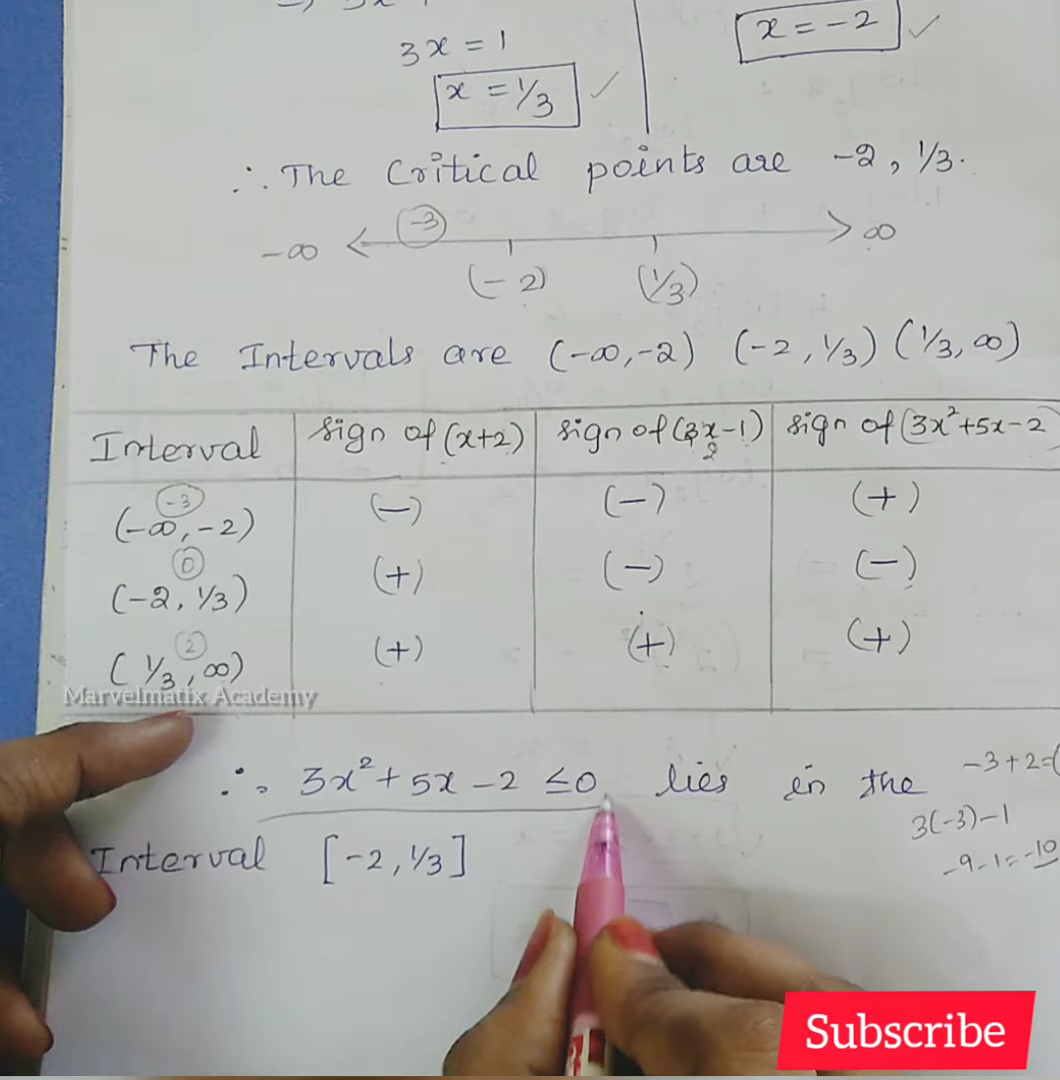 3x = 1
x = 1/3
x = -2
∴ The Critical points are -2, 1/3.
-∞ (-3) ∞
(-2) (1/3)
The Intervals are (-∞,-2) (-2,1/3) (1/3,∞)
Interval sign of (x+2) sign of (3x-1) sign of (3x²+5x-2
-3
(-∞,-2) (-) (-) (+)
0
(-2, 1/3) (+) (-) (-)
2
(1/3,∞) (+) (+) (+)
Marvelmatix Academy
∴ 3x²+5x-2 ≤0 lies in the
Interval [-2,1/3]
-3+2=(
3(-3)-1
-9-1=-10
Subscribe